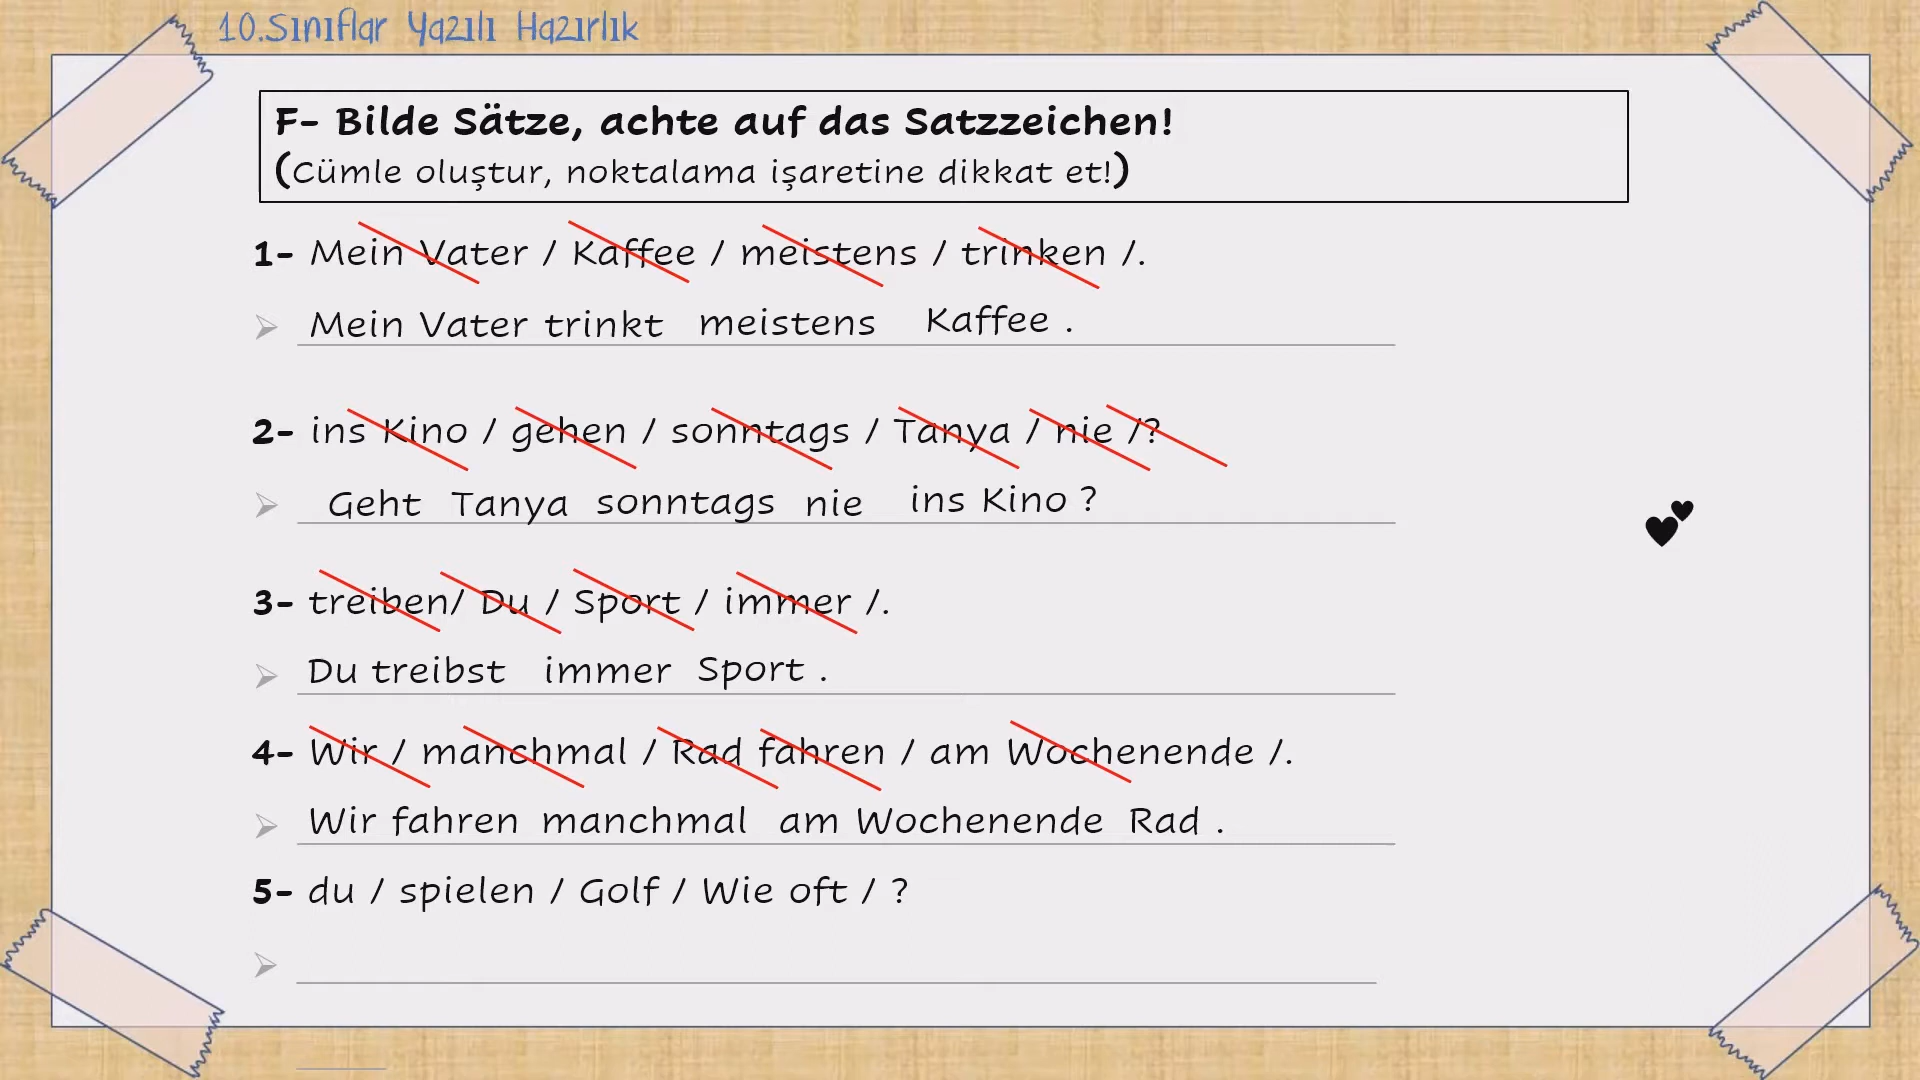 10.Sınıflar Yazılı Hazırlık
F- Bilde Sätze, achte auf das Satzzeichen!
(Cümle oluştur, noktalama işaretine dikkat et!)
1- Mein Vater / Kaffee / meistens / trinken /.
Mein Vater trinkt meistens Kaffee .
2- ins Kino / gehen / sonntags / Tanya / nie /?
Geht Tanya sonntags nie ins Kino ?
3- treiben/ Du / Sport / immer /.
Du treibst immer Sport .
4- Wir / manchmal / Rad fahren / am Wochenende /.
Wir fahren manchmal am Wochenende Rad .
5- du / spielen / Golf / Wie oft / ?